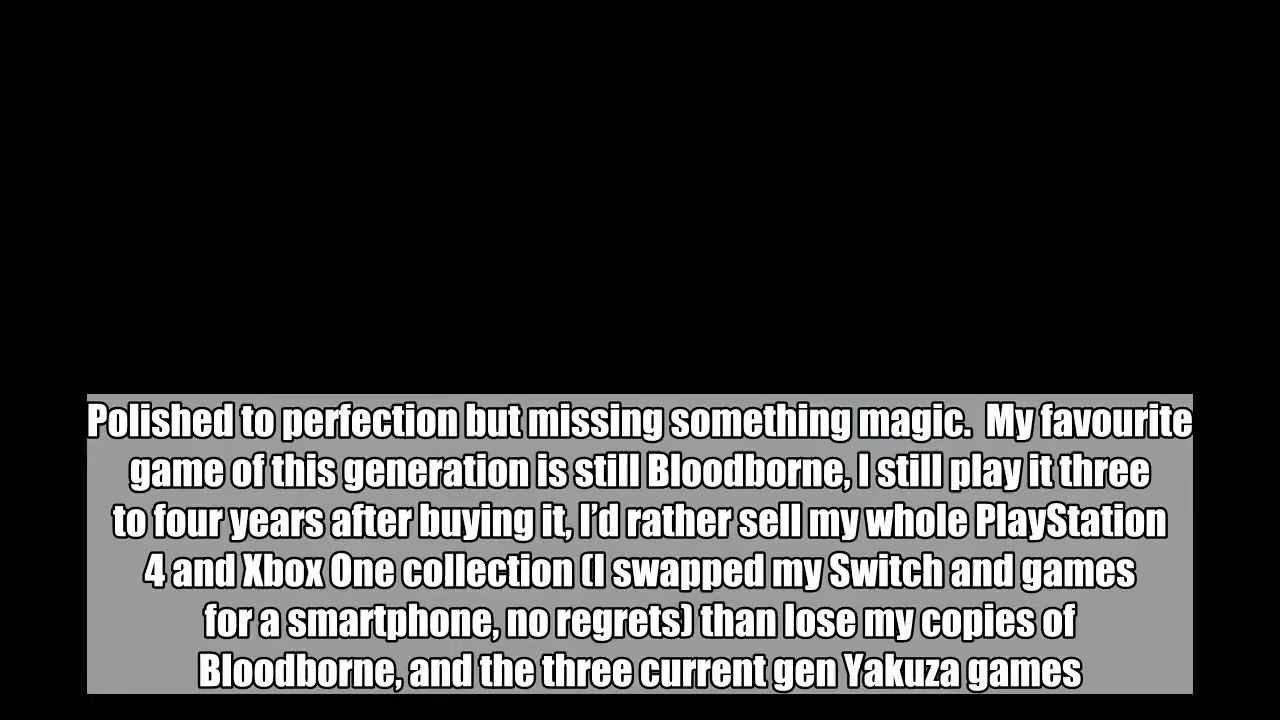 Polished to perfection but missing something magic.  My favourite
game of this generation is still Bloodborne, I still play it three
to four years after buying it, I’d rather sell my whole PlayStation
4 and Xbox One collection (I swapped my Switch and games
for a smartphone, no regrets) than lose my copies of
Bloodborne, and the three current gen Yakuza games